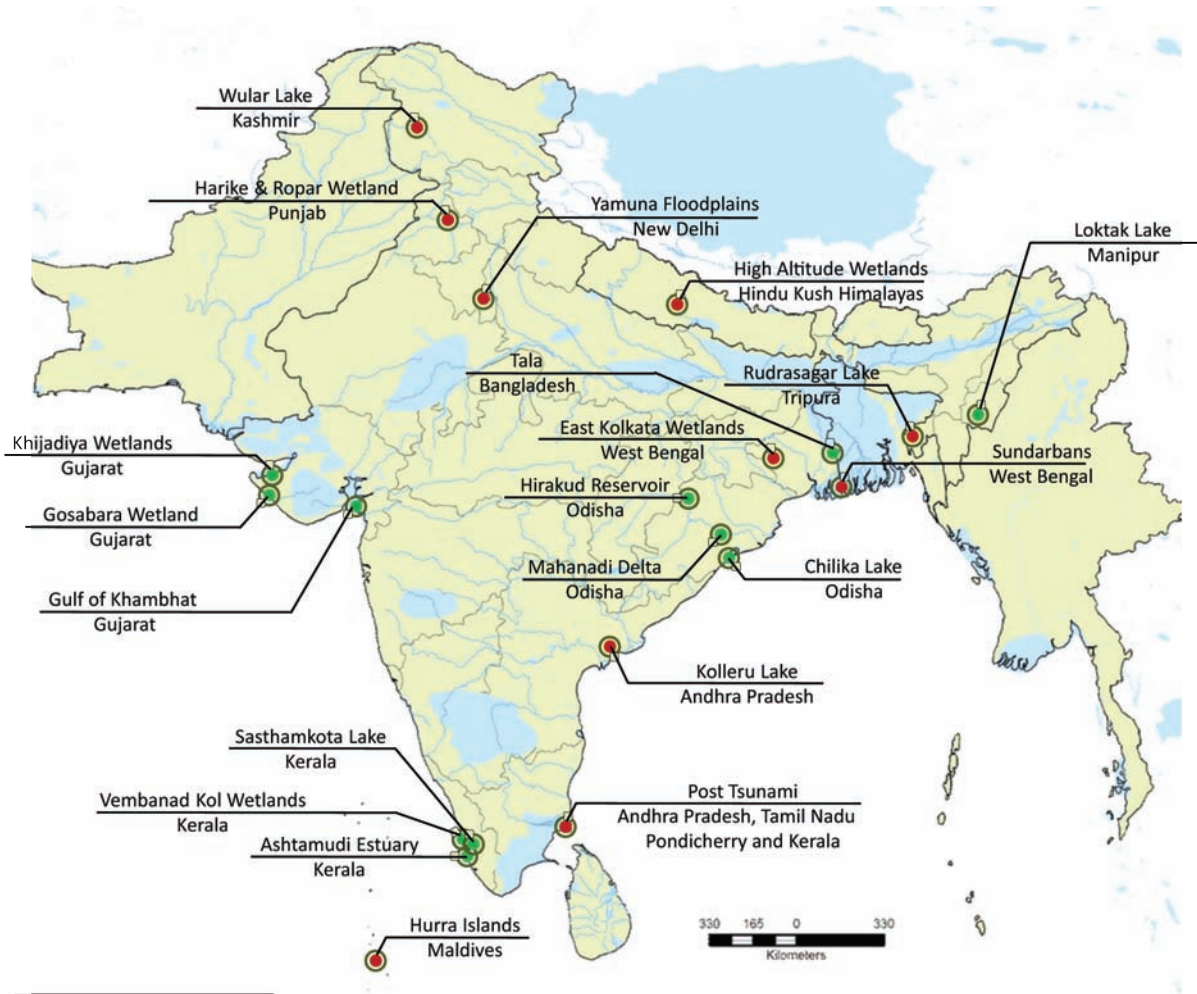 Wular Lake
Kashmir
Harike & Ropar Wetland
Punjab
Yamuna Floodplains
New Delhi
Loktak Lake
Manipur
High Altitude Wetlands
Hindu Kush Himalayas
Tala
Bangladesh
Rudrasagar Lake
Tripura
East Kolkata Wetlands
West Bengal
Sundarbans
West Bengal
Khijadiya Wetlands
Gujarat
Hirakud Reservoir
Odisha
Gosabara Wetland
Gujarat
Mahanadi Delta
Odisha
Chilika Lake
Odisha
Gulf of Khambhat
Gujarat
Kolleru Lake
Andhra Pradesh
Sasthamkota Lake
Kerala
Vembanad Kol Wetlands
Kerala
Post Tsunami
Andhra Pradesh, Tamil Nadu
Pondicherry and Kerala
Ashtamudi Estuary
Kerala
Hurra Islands
Maldives
330 165 0 330
Kilometers